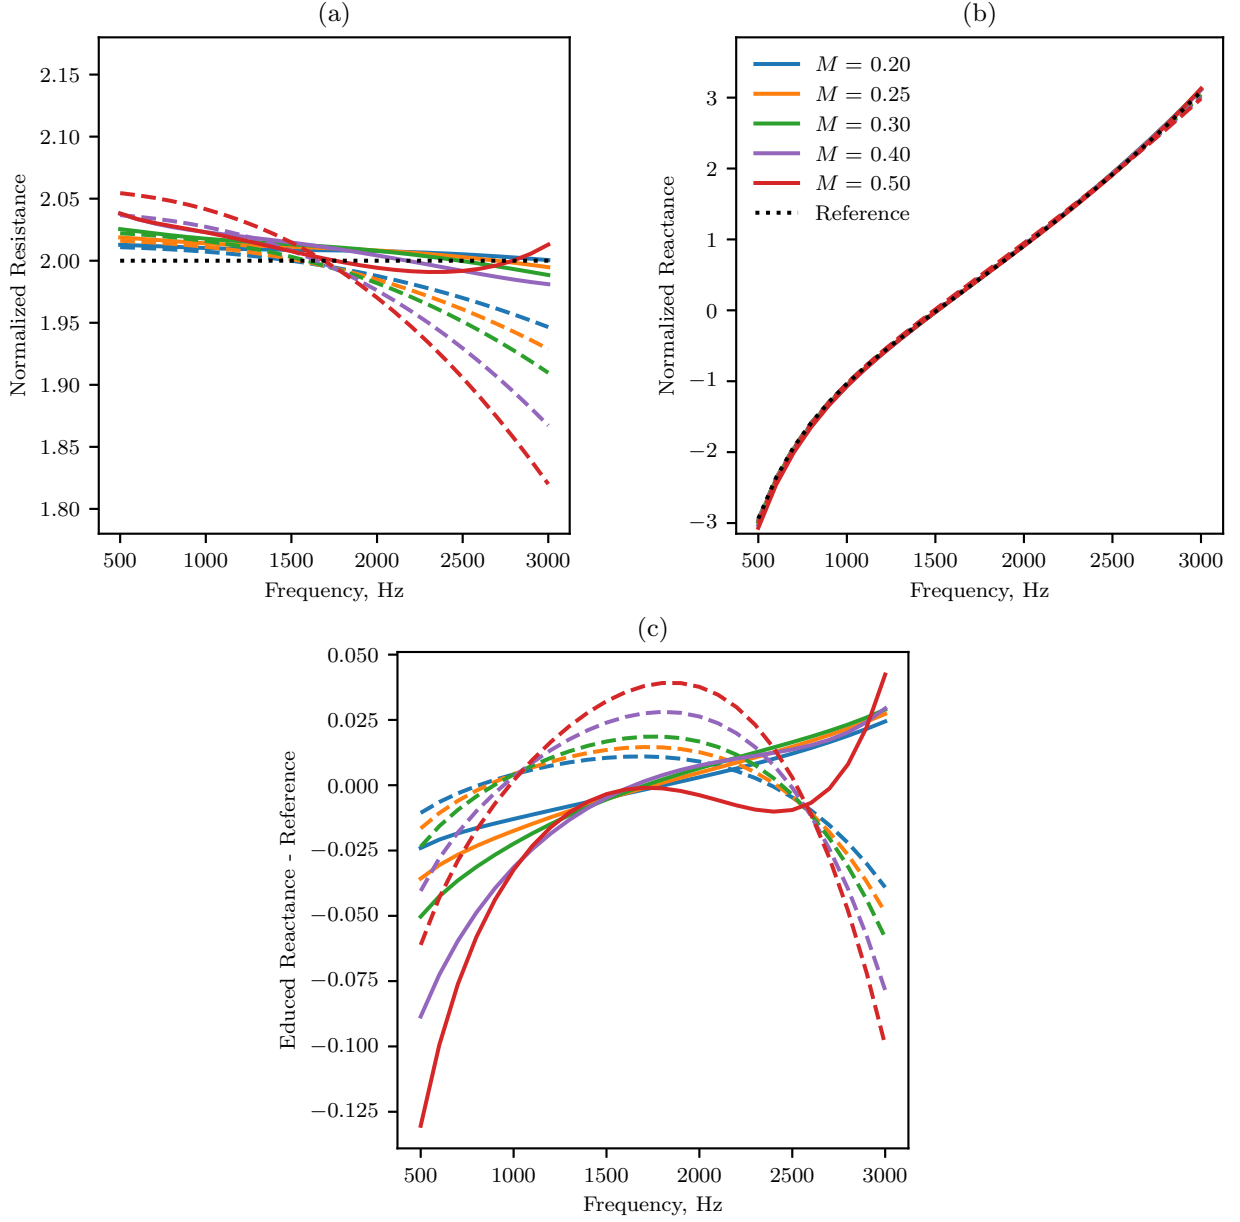 (a)
Normalized Resistance
2.15
2.10
2.05
2.00
1.95
1.90
1.85
1.80
500 1000 1500 2000 2500 3000
Frequency, Hz
(b)
Normalized Reactance
3
2
1
0
−1
−2
−3
M = 0.20
M = 0.25
M = 0.30
M = 0.40
M = 0.50
Reference
500 1000 1500 2000 2500 3000
Frequency, Hz
(c)
Educed Reactance - Reference
0.050
0.025
0.000
−0.025
−0.050
−0.075
−0.100
−0.125
500 1000 1500 2000 2500 3000
Frequency, Hz